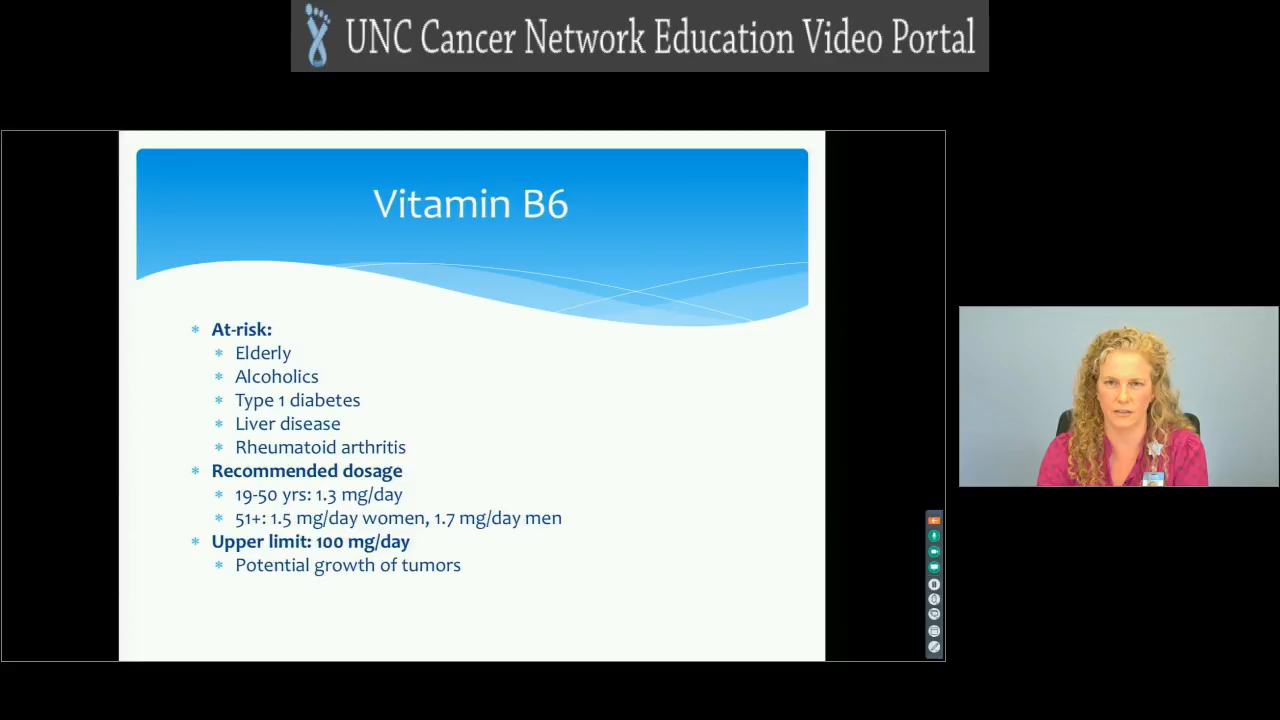 UNC Cancer Network Education Video Portal
Vitamin B6
At-risk:
Elderly
Alcoholics
Type 1 diabetes
Liver disease
Rheumatoid arthritis
Recommended dosage
19-50 yrs: 1.3 mg/day
51+: 1.5 mg/day women, 1.7 mg/day men
Upper limit: 100 mg/day
Potential growth of tumors